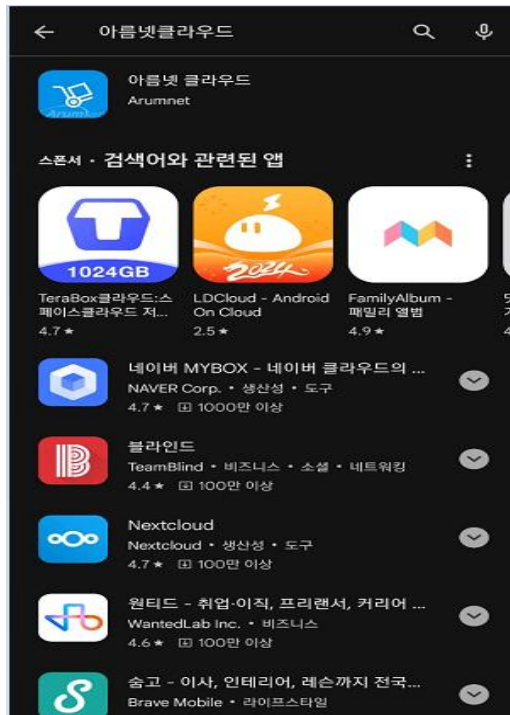 아름넷클라우드
아름넷 클라우드
Arumnet
스폰서 • 검색어와 관련된 앱
1024GB
2024
TeraBox클라우드:스
페이스클라우드 저...
4.7★
LDCloud - Android
On Cloud
2.5★
FamilyAlbum -
패밀리 앨범
4.9★
네이버 MYBOX - 네이버 클라우드의 ...
NAVER Corp. • 생산성 • 도구
4.7★ 1000만 이상
블라인드
TeamBlind • 비즈니스 • 소셜 • 네트워킹
4.4★ 100만 이상
Nextcloud
Nextcloud • 생산성 • 도구
4.7★ 100만 이상
원티드 - 취업·이직, 프리랜서, 커리어 ...
WantedLab Inc. • 비즈니스
4.6★ 100만 이상
숨고 - 이사, 인테리어, 레슨까지 전국...
Brave Mobile • 라이프스타일